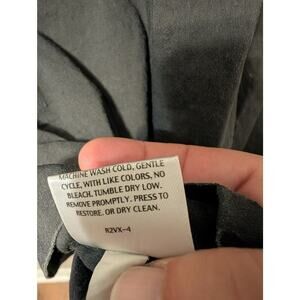 MACHINE WASH COLD, GENTLE
CYCLE, WITH LIKE COLORS, NO
BLEACH. TUMBLE DRY LOW.
REMOVE PROMPTLY. PRESS TO
RESTORE. OR DRY CLEAN.
R2VX-4